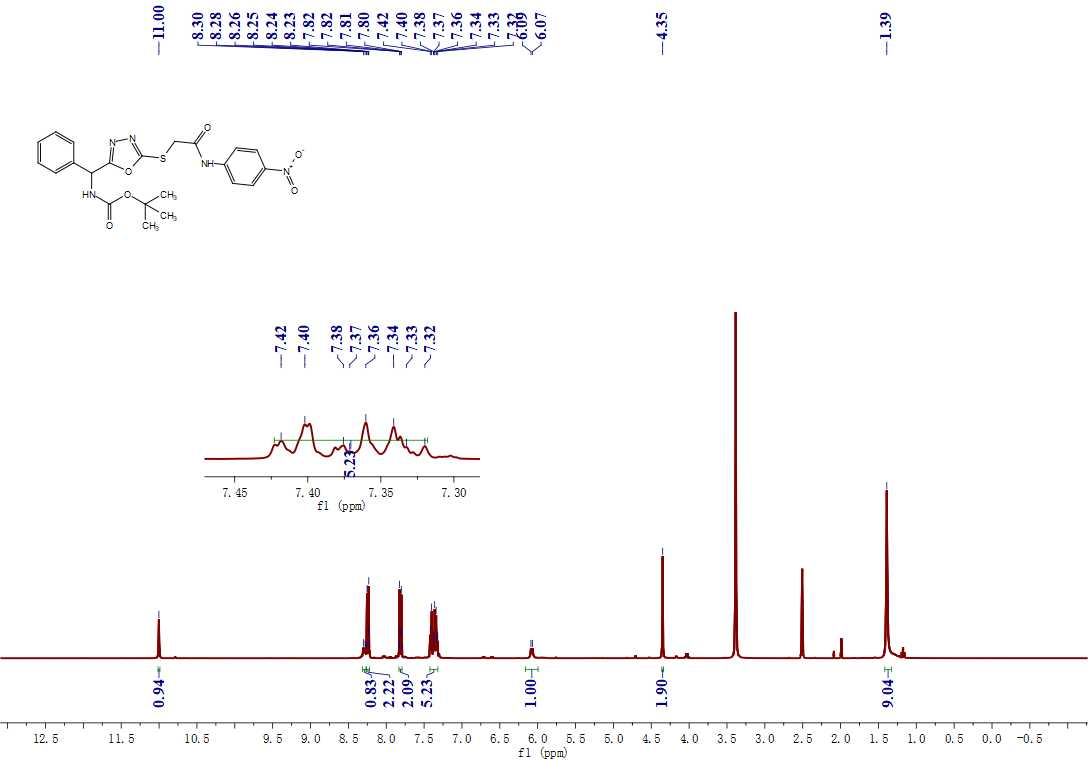 11.00 8.30 8.28 8.26 8.25 8.24 8.23 7.82 7.82 7.81 7.80 7.42 7.40 7.38 7.37 7.36 7.34 7.33 7.32 6.09 6.07 4.35 1.39
O
N N
S
O
NH
N+
O-
O
HN
O
CH3
CH3
CH3
O
7.42 7.40 7.38 7.37 7.36 7.34 7.33 7.32
5.23
7.45 7.40 7.35 7.30
f1 (ppm)
0.94 0.83 2.22 2.09 5.23 1.00 1.90 9.04
12.5 11.5 10.5 9.5 9.0 8.5 8.0 7.5 7.0 6.5 6.0 5.5 5.0 4.5 4.0 3.5 3.0 2.5 2.0 1.5 1.0 0.5 0.0 -0.5
f1 (ppm)